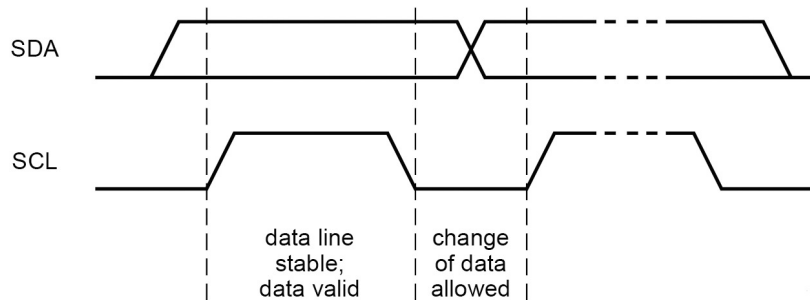 SDA
SCL
data line
stable;
data valid
change
of data
allowed